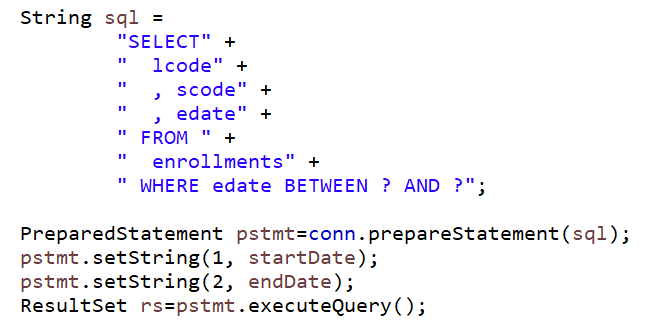 String sql =
"SELECT" +
"  lcode" +
"  , scode" +
"  , edate" +
" FROM " +
"  enrollments" +
" WHERE edate BETWEEN ? AND ?";
PreparedStatement pstmt=conn.prepareStatement(sql);
pstmt.setString(1, startDate);
pstmt.setString(2, endDate);
ResultSet rs=pstmt.executeQuery();